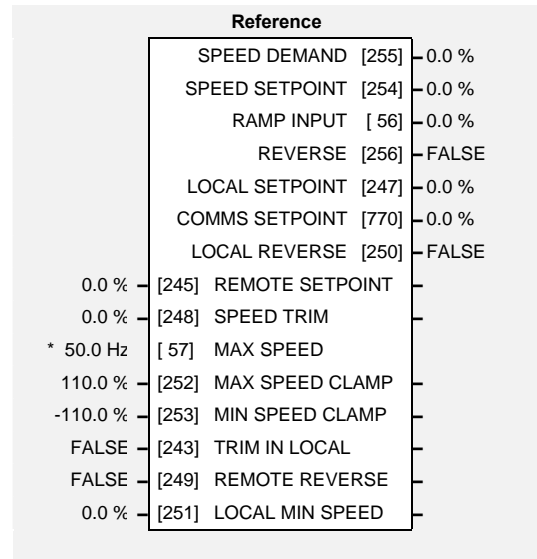 Reference
SPEED DEMAND [255] 0.0 %
SPEED SETPOINT [254] 0.0 %
RAMP INPUT [ 56] 0.0 %
REVERSE [256] FALSE
LOCAL SETPOINT [247] 0.0 %
COMMS SETPOINT [770] 0.0 %
LOCAL REVERSE [250] FALSE
0.0 % [245] REMOTE SETPOINT
0.0 % [248] SPEED TRIM
* 50.0 Hz [ 57] MAX SPEED
110.0 % [252] MAX SPEED CLAMP
-110.0 % [253] MIN SPEED CLAMP
FALSE [243] TRIM IN LOCAL
FALSE [249] REMOTE REVERSE
0.0 % [251] LOCAL MIN SPEED